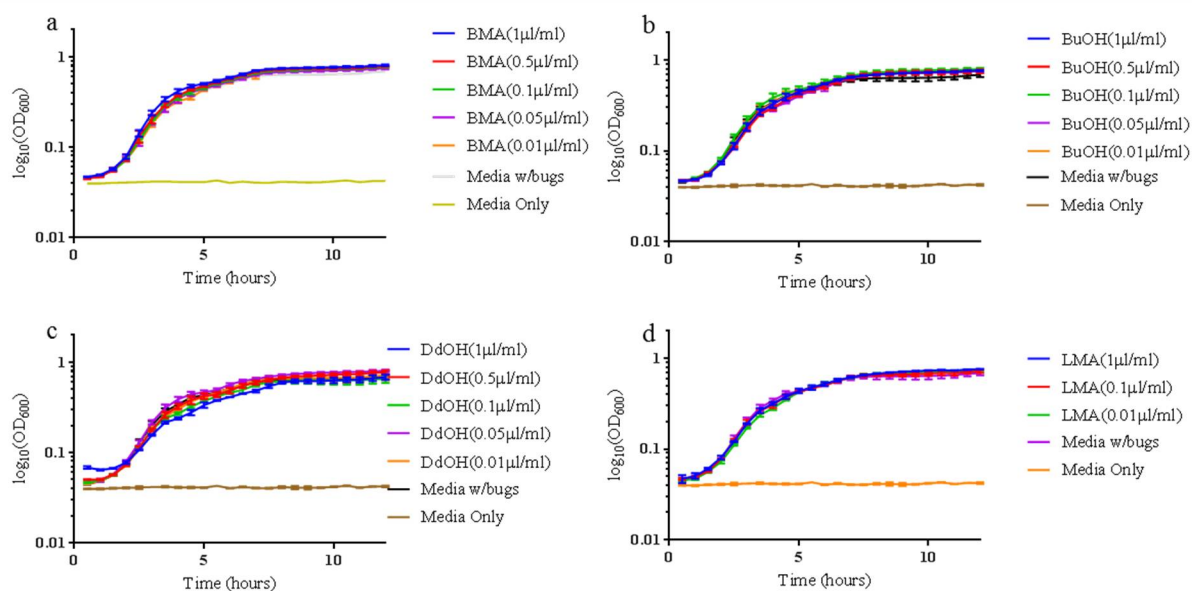 a
log10(OD600)
1
0.1
0.01
0
5
10
Time (hours)
BMA(1µl/ml)
BMA(0.5µl/ml)
BMA(0.1µl/ml)
BMA(0.05µl/ml)
BMA(0.01µl/ml)
Media w/bugs
Media Only
b
log10(OD600)
1
0.1
0.01
0
5
10
Time (hours)
BuOH(1µl/ml)
BuOH(0.5µl/ml)
BuOH(0.1µl/ml)
BuOH(0.05µl/ml)
BuOH(0.01µl/ml)
Media w/bugs
Media Only
c
log10(OD600)
1
0.1
0.01
0
5
10
Time (hours)
DdOH(1µl/ml)
DdOH(0.5µl/ml)
DdOH(0.1µl/ml)
DdOH(0.05µl/ml)
DdOH(0.01µl/ml)
Media w/bugs
Media Only
d
log10(OD600)
1
0.1
0.01
0
5
10
Time (hours)
LMA(1µl/ml)
LMA(0.1µl/ml)
LMA(0.01µl/ml)
Media w/bugs
Media Only